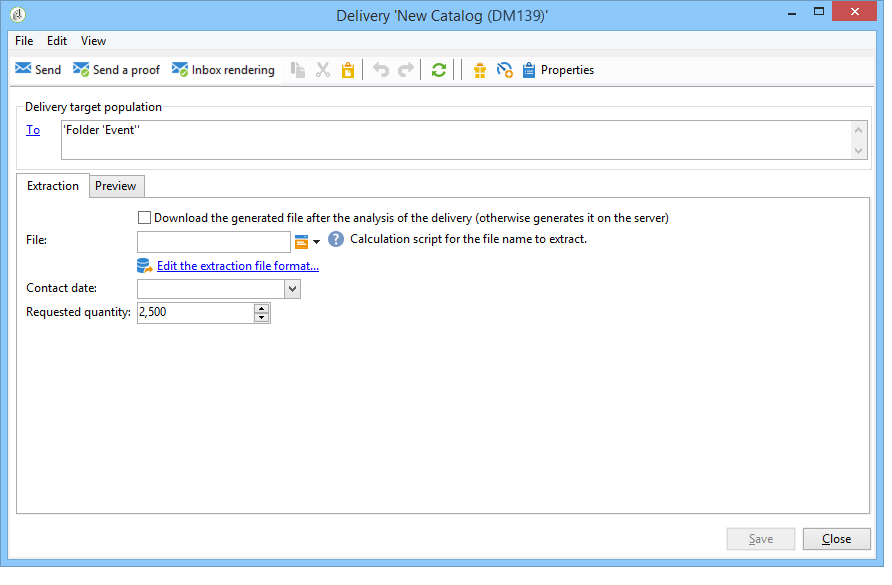 Delivery 'New Catalog (DM139)'
File Edit View
Send Send a proof Inbox rendering Properties
Delivery target population
To 'Folder 'Event''
Extraction Preview
Download the generated file after the analysis of the delivery (otherwise generates it on the server)
File: ? Calculation script for the file name to extract.
Edit the extraction file format...
Contact date:
Requested quantity: 2,500
Save Close